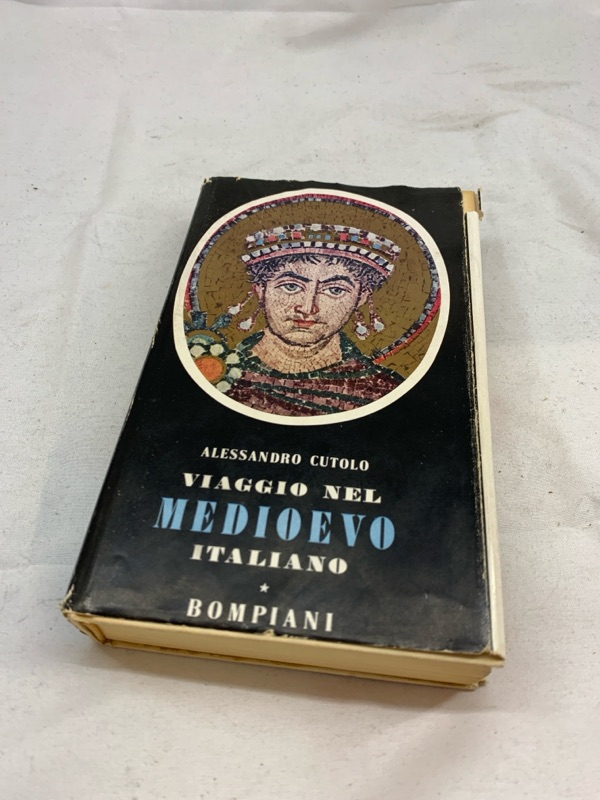 ALESSANDRO CUTOLO
VIAGGIO NEL
MEDIOEVO
ITALIANO
*
BOMPIANI